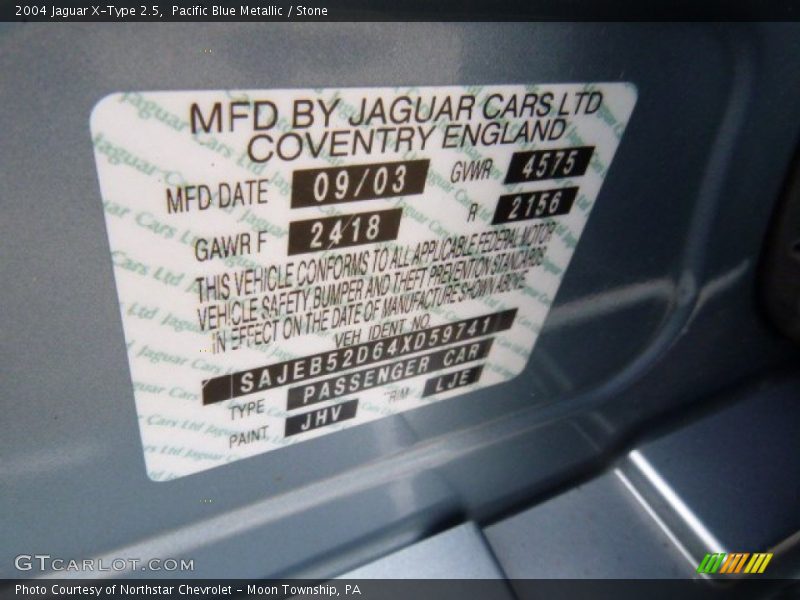 2004 Jaguar X-Type 2.5, Pacific Blue Metallic / Stone
MFD BY JAGUAR CARS LTD
COVENTRY ENGLAND
MFD DATE 09/03 GVWR 4575
GAWR F 2418 R 2156
THIS VEHICLE CONFORMS TO ALL APPLICABLE FEDERAL MOTOR
VEHICLE SAFETY BUMPER AND THEFT PREVENTION STANDARDS
IN EFFECT ON THE DATE OF MANUFACTURE SHOWN ABOVE
VEH IDENT NO.
SAJEB52D64XD59741
TYPE PASSENGER CAR
PAINT JHV TRIM LJE
GTCARLOT.COM
Photo Courtesy of Northstar Chevrolet - Moon Township, PA